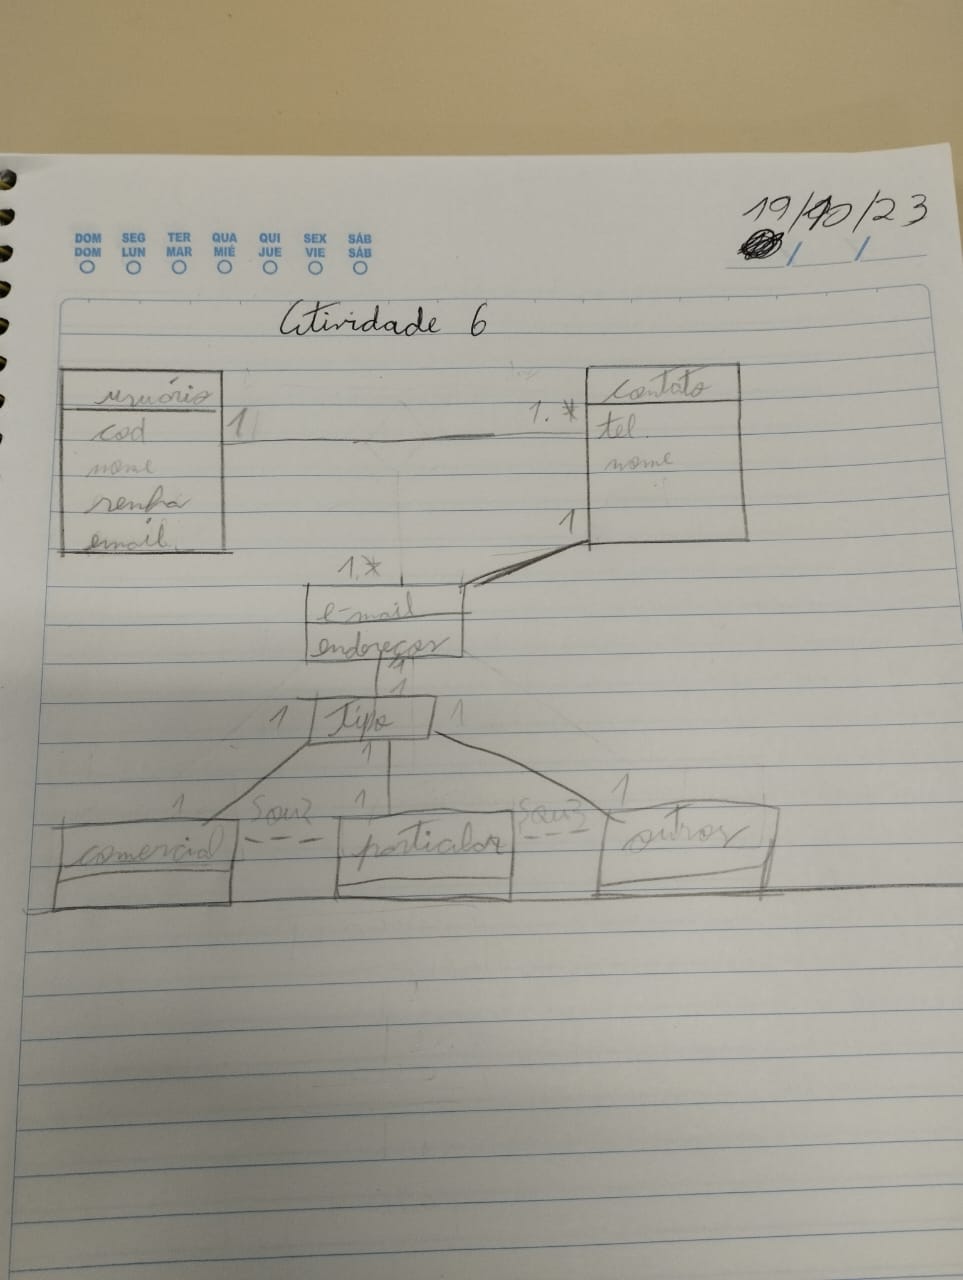 19/10/23
DOM SEG TER QUA QUI SEX SÁB
DOM LUN MAR MIÉ JUE VIE SÁB
Atividade 6
usuário
cod
nome
senha
email
1
1.*
contato
tel
nome
1
1.*
e-mail
endereços
1
1
1 tipo 1
1
1 1 1
comercial
particular
outros